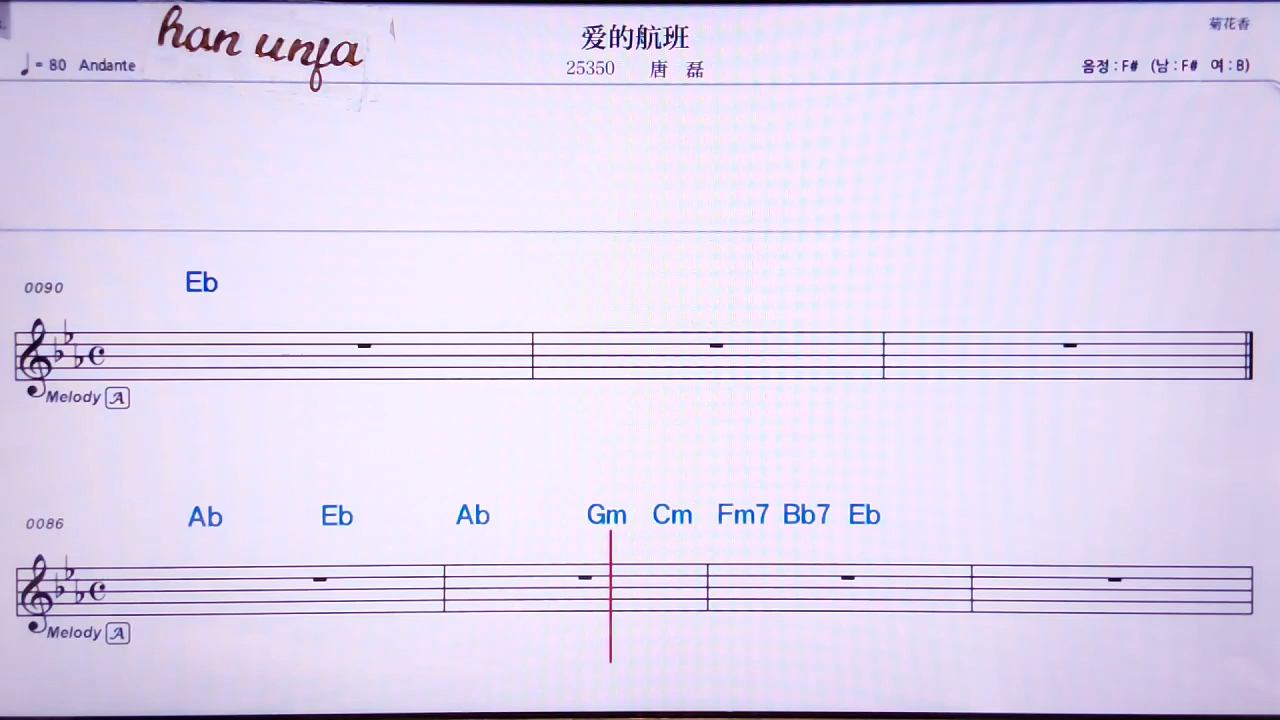 han unja
爱的航班
菊花香
♩= 80 Andante
25350 唐 磊
음정 : F# (남 : F# 여 : B)
0090
Eb
Melody A
0086
Ab Eb Ab Gm Cm Fm7 Bb7 Eb
Melody A